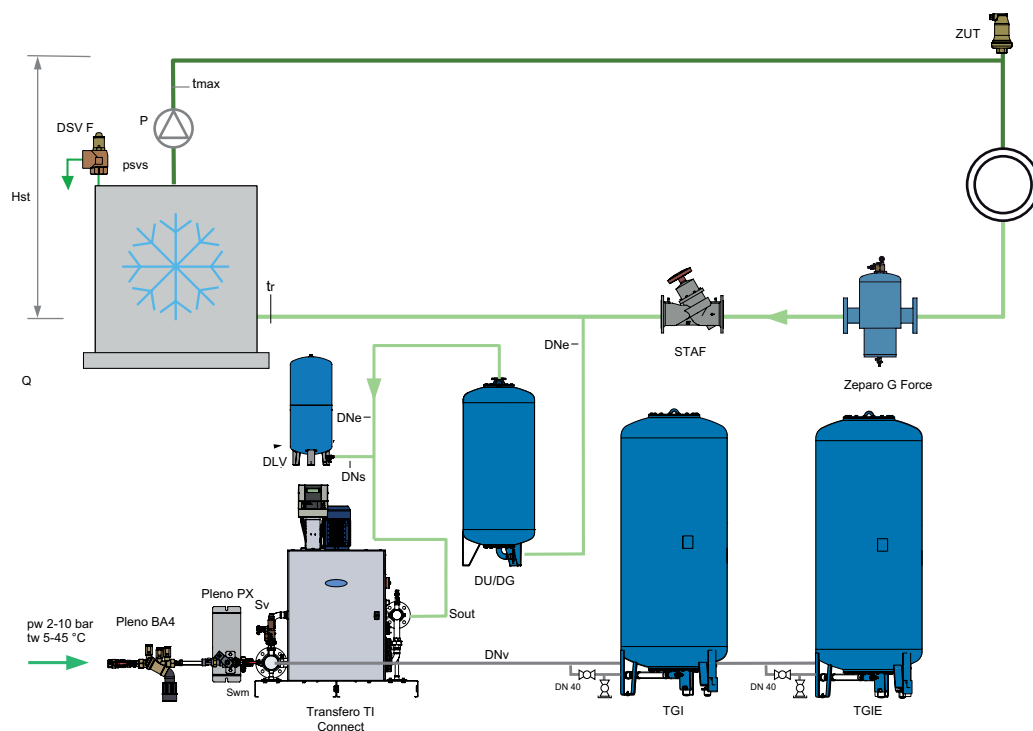 ZUT
tmax
P
DSV F
psvs
Hst
tr
DNe
STAF
Zeparo G Force
Q
DNe
DLV
DNs
DU/DG
Pleno PX
Sv
Sout
Pleno BA4
pw 2-10 bar
tw 5-45 °C
DNv
Swm
DN 40
DN 40
Transfero TI
Connect
TGI
TGIE